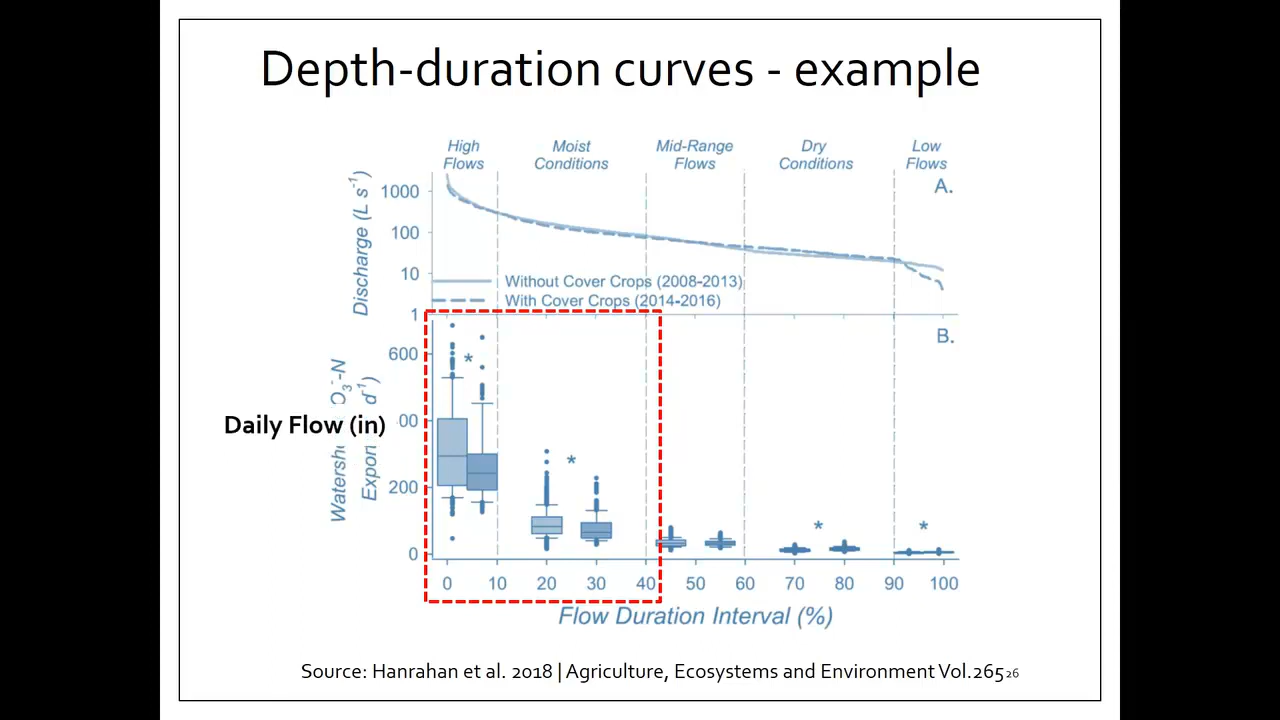 Depth-duration curves - example
High Flows
Moist Conditions
Mid-Range Flows
Dry Conditions
Low Flows
A.
Discharge (L s-1)
1000
100
10
1
Without Cover Crops (2008-2013)
With Cover Crops (2014-2016)
B.
600
00
200
0
Daily Flow (in)
*
*
*
*
0 10 20 30 40 50 60 70 80 90 100
Flow Duration Interval (%)
Source: Hanrahan et al. 2018 | Agriculture, Ecosystems and Environment Vol.265
26